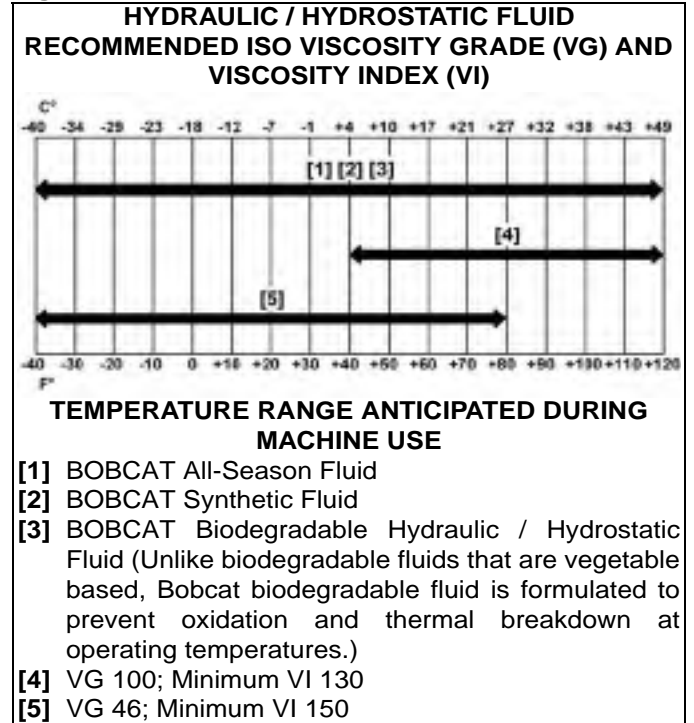 HYDRAULIC / HYDROSTATIC FLUID
RECOMMENDED ISO VISCOSITY GRADE (VG) AND
VISCOSITY INDEX (VI)
C°
-40 -34 -29 -23 -18 -12 -7 -1 +4 +10 +17 +21 +27 +32 +38 +43 +49
[1] [2] [3]
[4]
[5]
-40 -30 -20 -10 0 +10 +20 +30 +40 +50 +60 +70 +80 +90 +100 +110 +120
F°
TEMPERATURE RANGE ANTICIPATED DURING
MACHINE USE
[1] BOBCAT All-Season Fluid
[2] BOBCAT Synthetic Fluid
[3] BOBCAT Biodegradable Hydraulic / Hydrostatic
Fluid (Unlike biodegradable fluids that are vegetable
based, Bobcat biodegradable fluid is formulated to
prevent oxidation and thermal breakdown at
operating temperatures.)
[4] VG 100; Minimum VI 130
[5] VG 46; Minimum VI 150